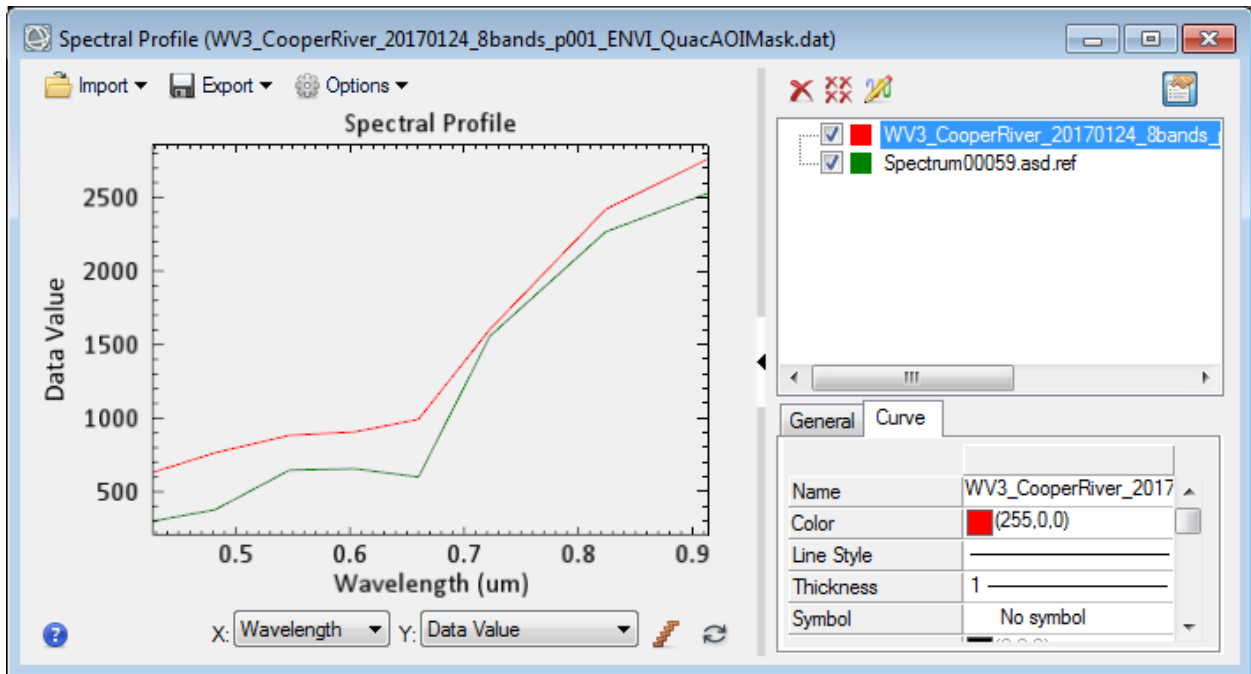 Spectral Profile (WV3_CooperRiver_20170124_8bands_p001_ENVI_QuacAOIMask.dat)
Import Export Options
Spectral Profile
2500
2000
1500
1000
500
Data Value
0.5 0.6 0.7 0.8 0.9
Wavelength (um)
X: Wavelength Y: Data Value
WV3_CooperRiver_20170124_8bands_
Spectrum00059.asd.ref
General Curve
Name WV3_CooperRiver_2017
Color (255,0,0)
Line Style
Thickness 1
Symbol No symbol